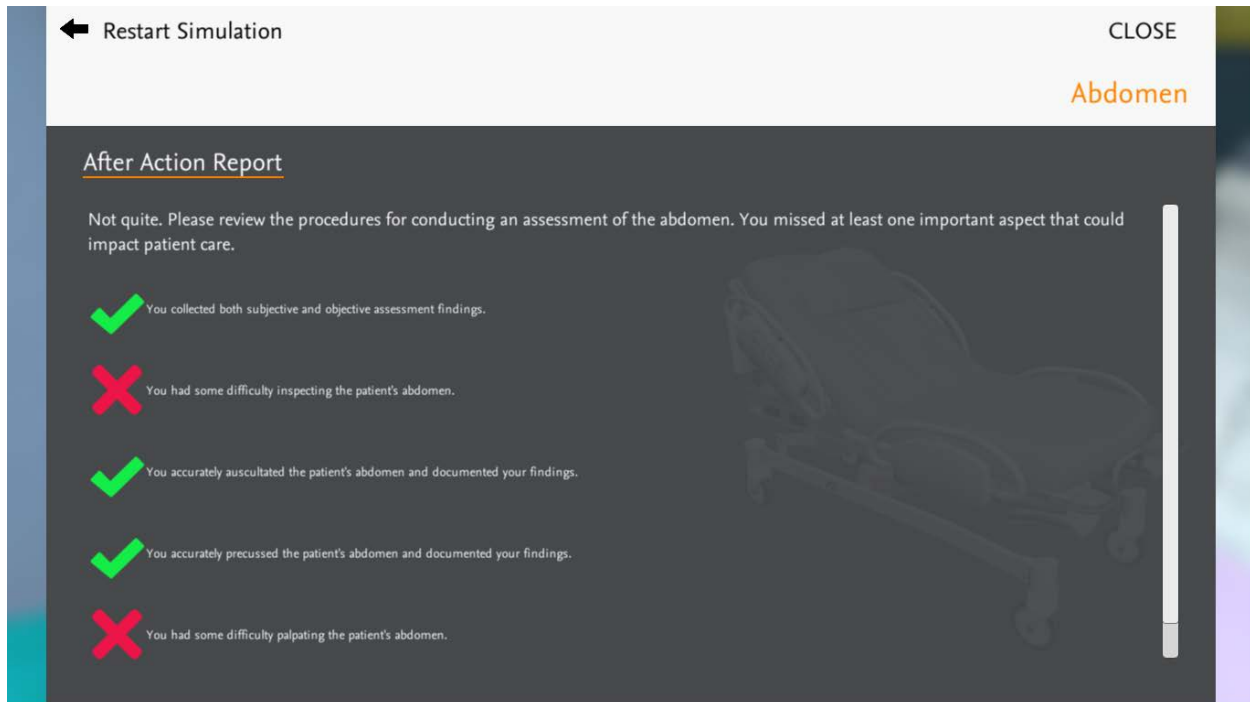 Restart Simulation
CLOSE
Abdomen
After Action Report
Not quite. Please review the procedures for conducting an assessment of the abdomen. You missed at least one important aspect that could
impact patient care.
You collected both subjective and objective assessment findings.
You had some difficulty inspecting the patient's abdomen.
You accurately auscultated the patient's abdomen and documented your findings.
You accurately precussed the patient's abdomen and documented your findings.
You had some difficulty palpating the patient's abdomen.